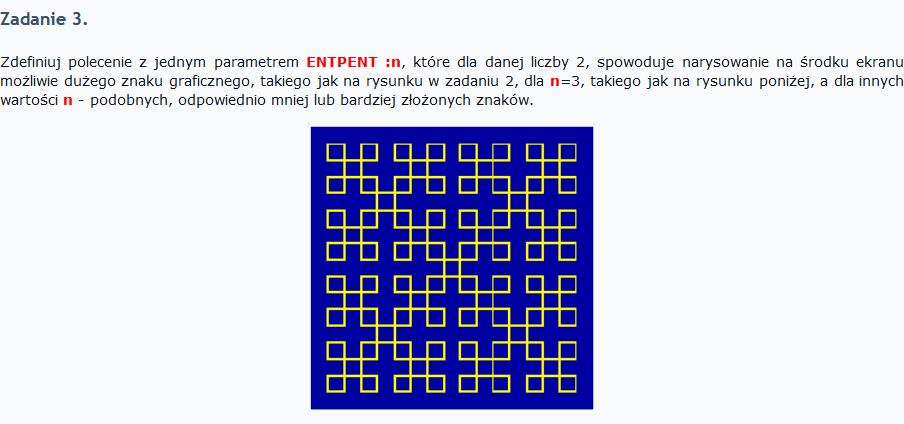 Zadanie 3.
Zdefiniuj polecenie z jednym parametrem ENTPENT :n, które dla danej liczby 2, spowoduje narysowanie na środku ekranu
możliwie dużego znaku graficznego, takiego jak na rysunku w zadaniu 2, dla n=3, takiego jak na rysunku poniżej, a dla innych
wartości n - podobnych, odpowiednio mniej lub bardziej złożonych znaków.